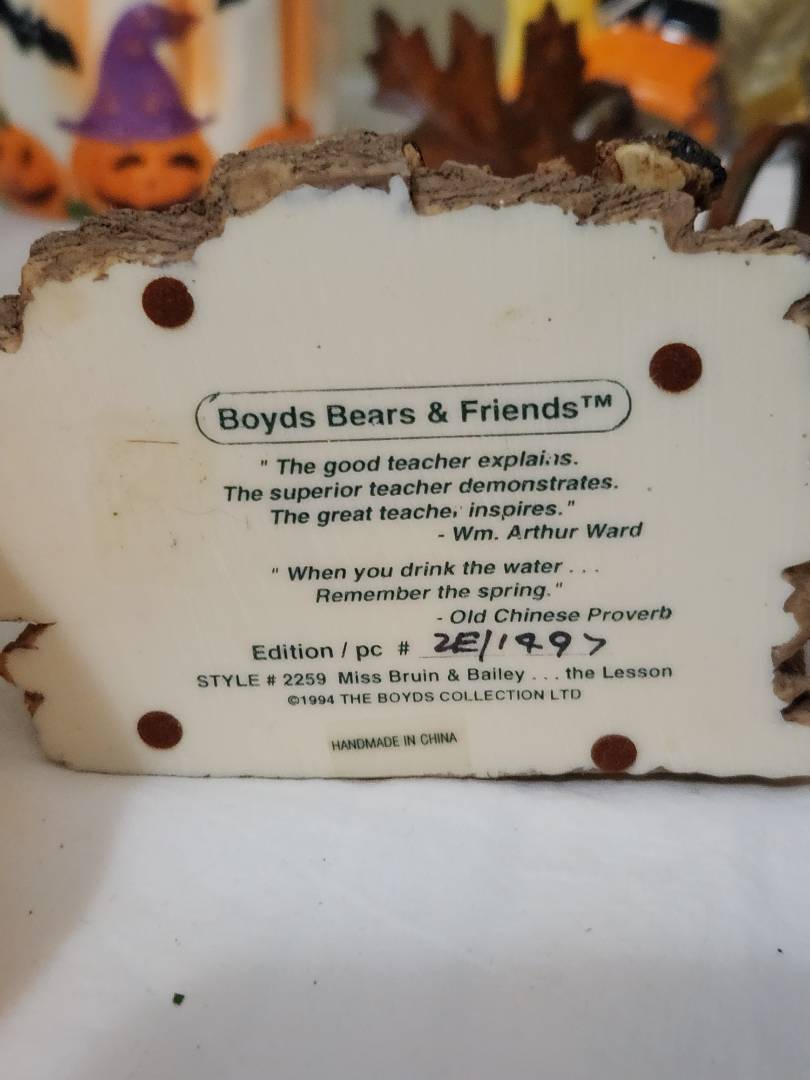 Boyds Bears & Friends™
" The good teacher explains.
The superior teacher demonstrates.
The great teacher inspires."
- Wm. Arthur Ward
" When you drink the water . . .
Remember the spring."
- Old Chinese Proverb
Edition / pc # 2E/1497
STYLE # 2259 Miss Bruin & Bailey . . . the Lesson
©1994 THE BOYDS COLLECTION LTD
HANDMADE IN CHINA